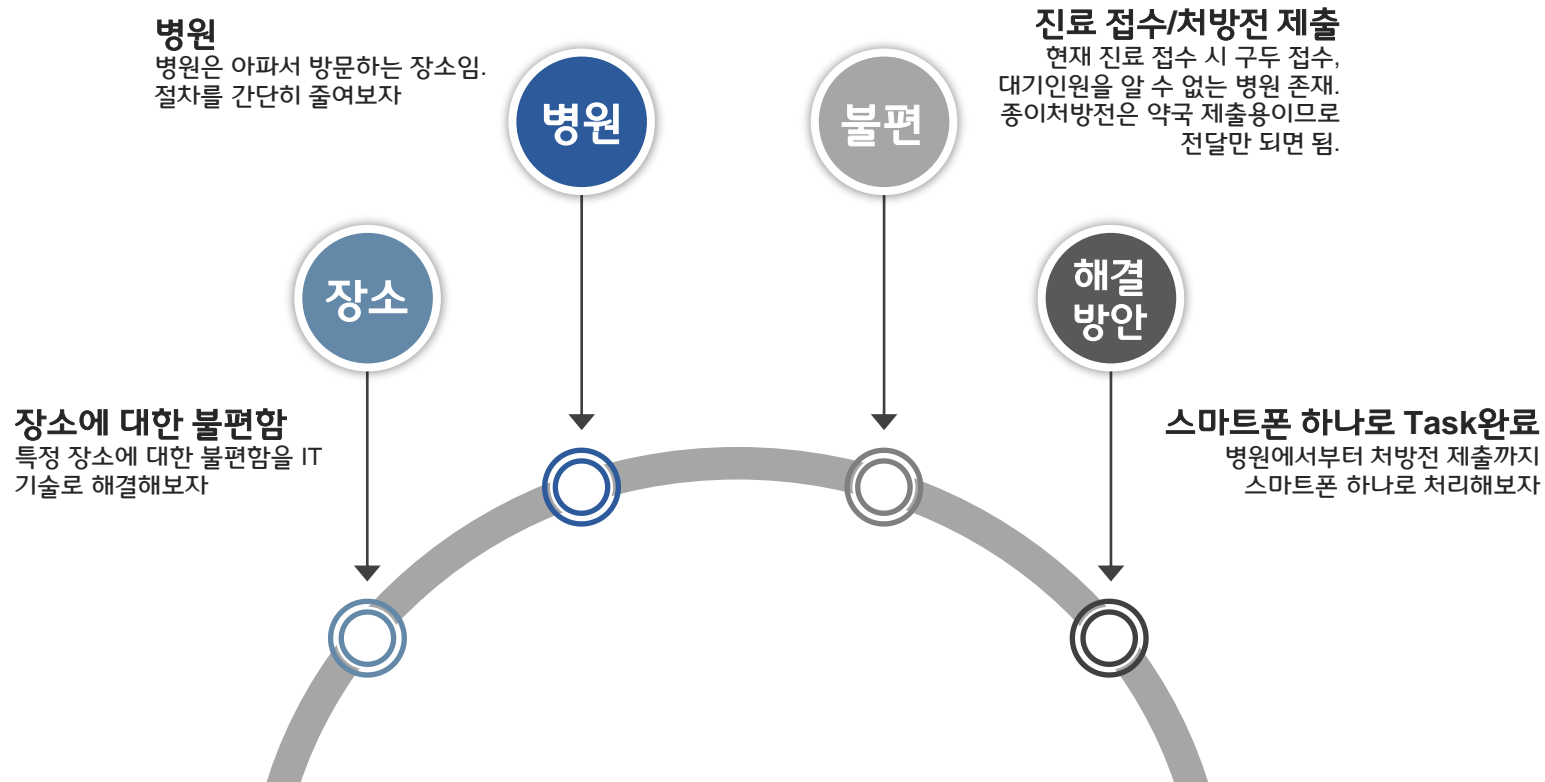 병원
병원은 아파서 방문하는 장소임.
절차를 간단히 줄여보자
병원
불편
진료 접수/처방전 제출
현재 진료 접수 시 구두 접수,
대기인원을 알 수 없는 병원 존재.
종이처방전은 약국 제출용이므로
전달만 되면 됨.
장소
해결
방안
장소에 대한 불편함
특정 장소에 대한 불편함을 IT
기술로 해결해보자
스마트폰 하나로 Task완료
병원에서부터 처방전 제출까지
스마트폰 하나로 처리해보자